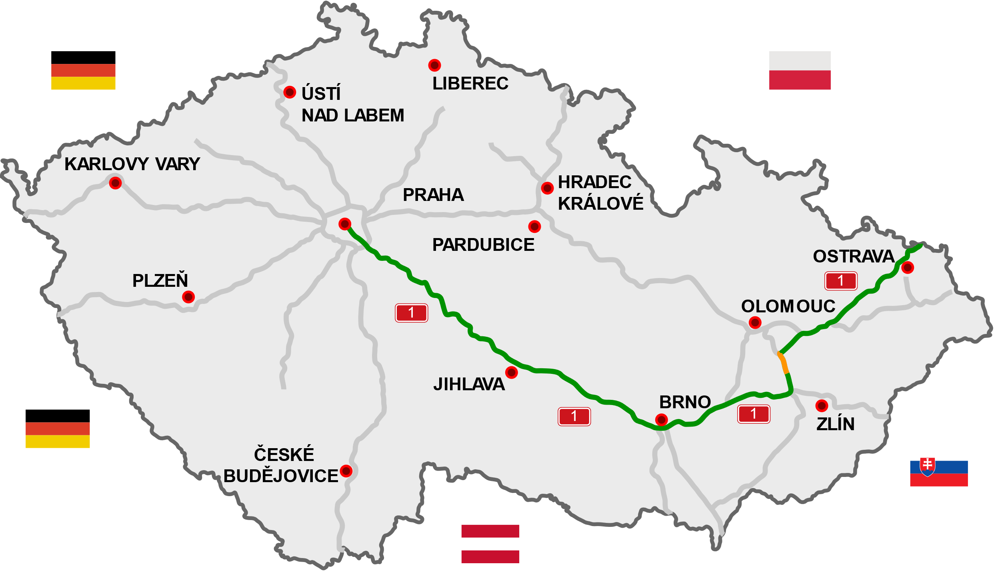 LIBEREC
ÚSTÍ
NAD LABEM
KARLOVY VARY
HRADEC
KRÁLOVÉ
PRAHA
PARDUBICE
OSTRAVA
1
PLZEŇ
OLOMOUC
1
JIHLAVA
BRNO
1
1
ZLÍN
ČESKÉ
BUDĚJOVICE